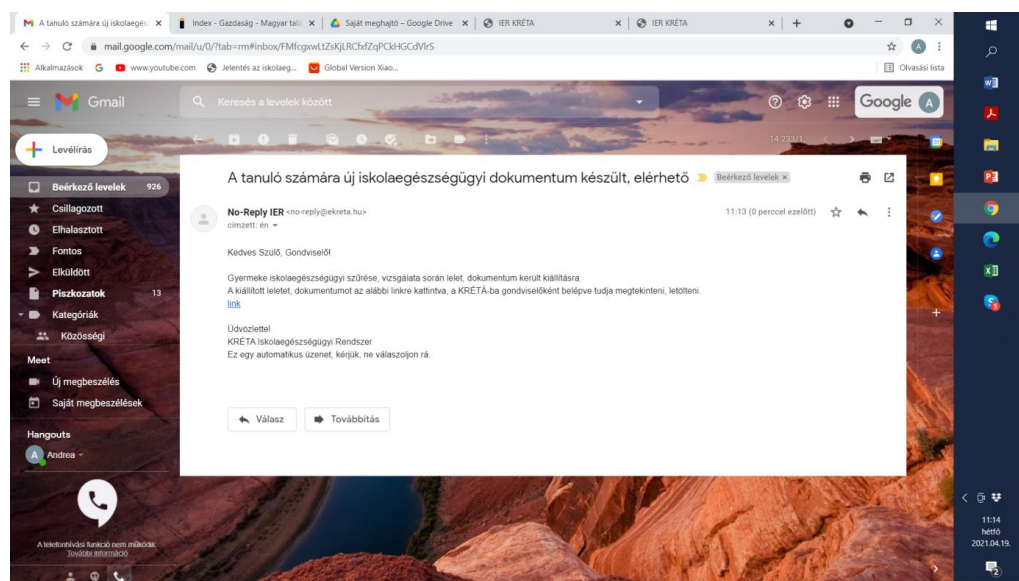 A tanuló számára új iskolaegész
Index - Gazdaság - Magyar talá
Saját meghajtó – Google Drive
IER KRÉTA
IER KRÉTA
mail.google.com/mail/u/0/?tab=rm#inbox/FMfcgxwLtZsKjLRCfxfZqPCkHGCdVlrS
Alkalmazások
www.youtube.com
Jelentés az iskolaeg...
Global Version Xiao...
Olvasási lista
Gmail
Keresés a levelek között
Google
A
Levélírás
Beérkező levelek 926
Csillagozott
Elhalasztott
Fontos
Elküldött
Piszkozatok 13
Kategóriák
Közösségi
Meet
Új megbeszélés
Saját megbeszélések
Hangouts
A Andrea
A telefonhívási funkció nem működik.
További információ
A tanuló számára új iskolaegészségügyi dokumentum készült, elérhető
Beérkező levelek ×
No-Reply IER <no-reply@ekreta.hu>
11:13 (0 perccel ezelőtt)
címzett: én
Kedves Szülő, Gondviselő!
Gyermeke iskolaegészségügyi szűrése, vizsgálata során lelet, dokumentum került kiállításra.
A kiállított leletet, dokumentumot az alábbi linkre kattintva, a KRÉTÁ-ba gondviselőként belépve tudja megtekinteni, letölteni.
link
Üdvözlettel
KRÉTA Iskolaegészségügyi Rendszer
Ez egy automatikus üzenet, kérjük, ne válaszoljon rá.
Válasz
Továbbítás
11:14
hétfő
2021.04.19.
2